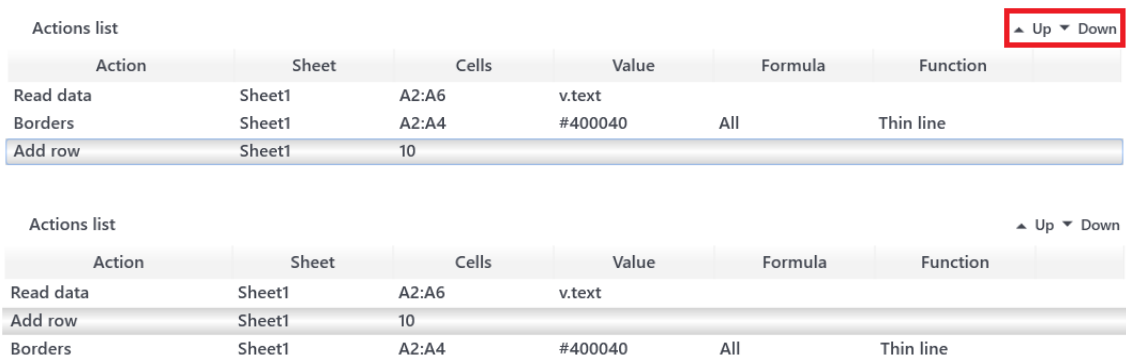 Actions list ▲ Up ▼ Down
Action Sheet Cells Value Formula Function
Read data Sheet1 A2:A6 v.text
Borders Sheet1 A2:A4 #400040 All Thin line
Add row Sheet1 10
Actions list ▲ Up ▼ Down
Action Sheet Cells Value Formula Function
Read data Sheet1 A2:A6 v.text
Add row Sheet1 10
Borders Sheet1 A2:A4 #400040 All Thin line